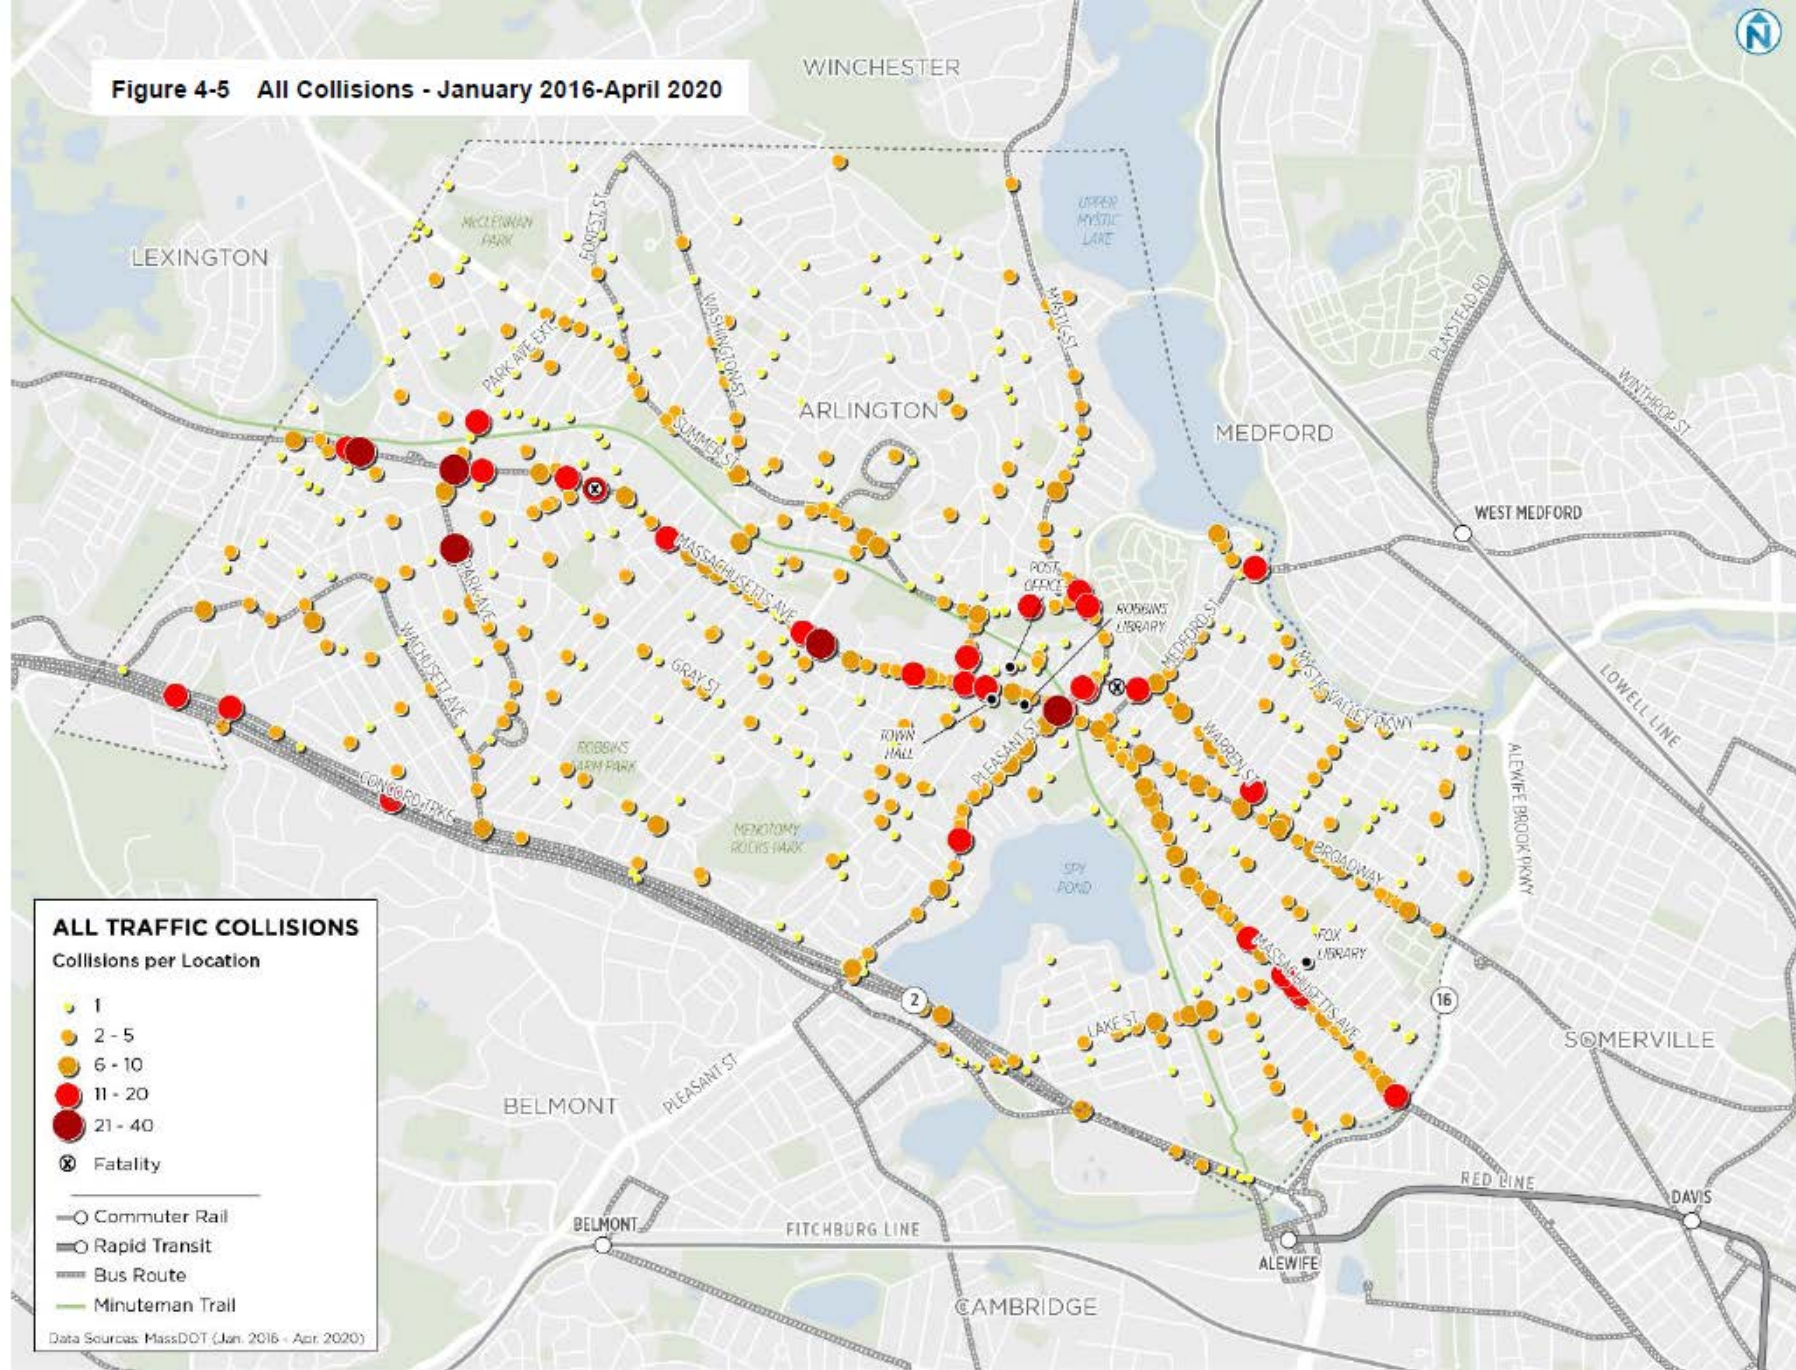 N
WINCHESTER
Figure 4-5 All Collisions - January 2016-April 2020
McCLENNAN
PARK
UPPER
MYSTIC
LAKE
FOREST ST
LEXINGTON
PLAYSTEAD RD
WASHINGTON ST
MYSTIC ST
PARK AVE EXT
WINTHROP ST
ARLINGTON
MEDFORD
SUMMER ST
WEST MEDFORD
MASSACHUSETTS AVE
POST
OFFICE
PARK AVE
ROBBINS
LIBRARY
MEDFORD ST
WACHUSETT AVE
GRAY ST
MYSTIC VALLEY PKWY
LOWELL LINE
TOWN
HALL
PLEASANT ST
WARREN ST
ROBBINS
FARM PARK
ALEWIFE BROOK PKWY
CONCORD TPKE
MENOTOMY
ROCKS PARK
SPY
POND
BROADWAY
ALL TRAFFIC COLLISIONS
Collisions per Location
1
2 - 5
6 - 10
11 - 20
21 - 40
Fatality
Commuter Rail
Rapid Transit
Bus Route
Minuteman Trail
Data Sources: MassDOT (Jan. 2016 - Apr. 2020)
FOX
LIBRARY
MASSACHUSETTS AVE
2
16
LAKE ST
SOMERVILLE
PLEASANT ST
BELMONT
RED LINE
DAVIS
BELMONT
FITCHBURG LINE
ALEWIFE
CAMBRIDGE